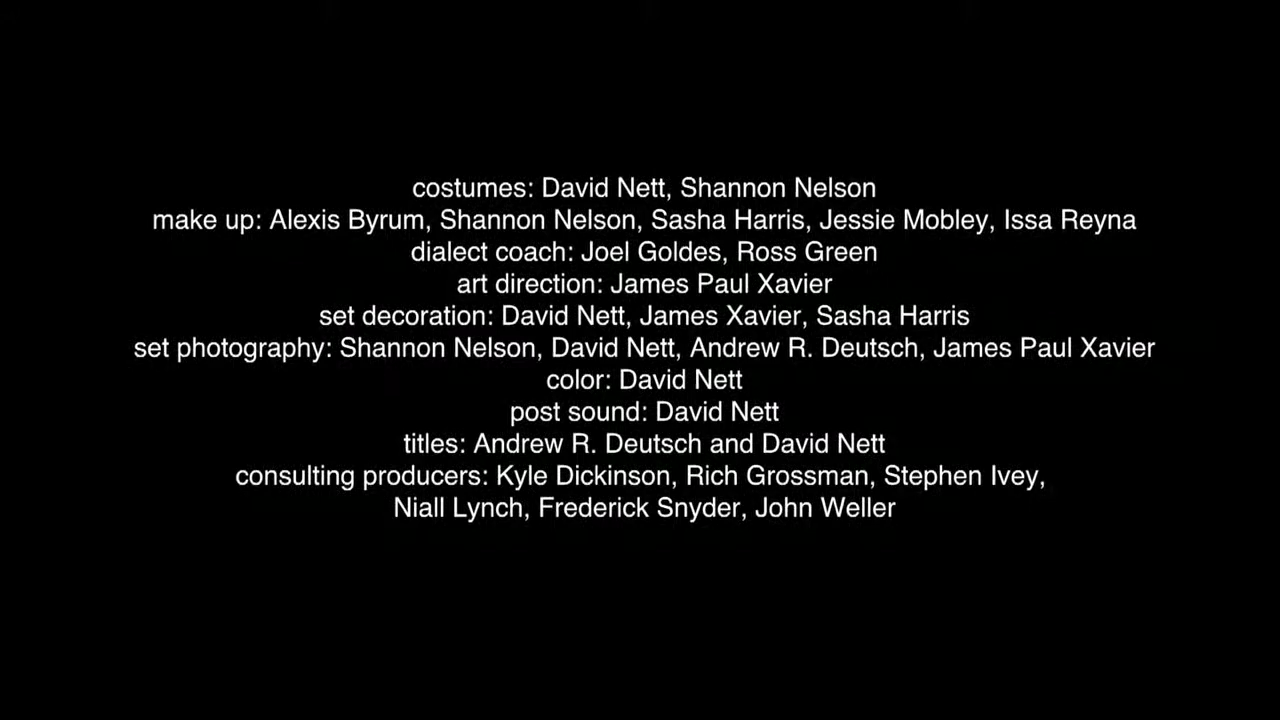 costumes: David Nett, Shannon Nelson
make up: Alexis Byrum, Shannon Nelson, Sasha Harris, Jessie Mobley, Issa Reyna
dialect coach: Joel Goldes, Ross Green
art direction: James Paul Xavier
set decoration: David Nett, James Xavier, Sasha Harris
set photography: Shannon Nelson, David Nett, Andrew R. Deutsch, James Paul Xavier
color: David Nett
post sound: David Nett
titles: Andrew R. Deutsch and David Nett
consulting producers: Kyle Dickinson, Rich Grossman, Stephen Ivey,
Niall Lynch, Frederick Snyder, John Weller